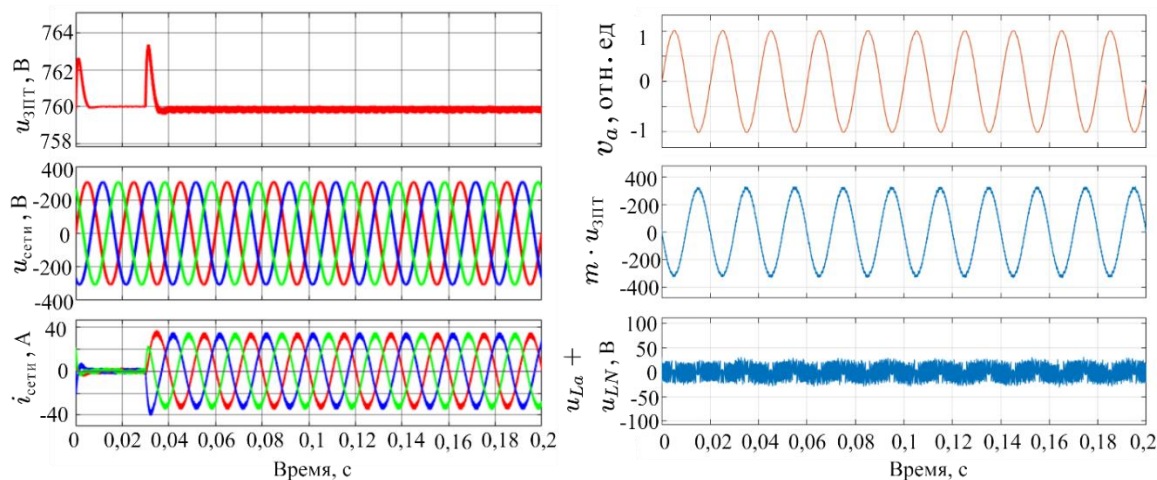 764
762
760
758
u_ЗПТ, В
400
-200
0
-200
-400
u_сети, В
40
0
-40
i_сети, А
0 0,02 0,04 0,06 0,08 0,1 0,12 0,14 0,16 0,18 0,2
Время, с
1
0
-1
v_a, отн. ед
400
-200
0
-200
-400
m · u_ЗПТ
100
50
0
-50
-100
u_La +
u_LN, В
0 0,02 0,04 0,06 0,08 0,1 0,12 0,14 0,16 0,18 0,2
Время, с